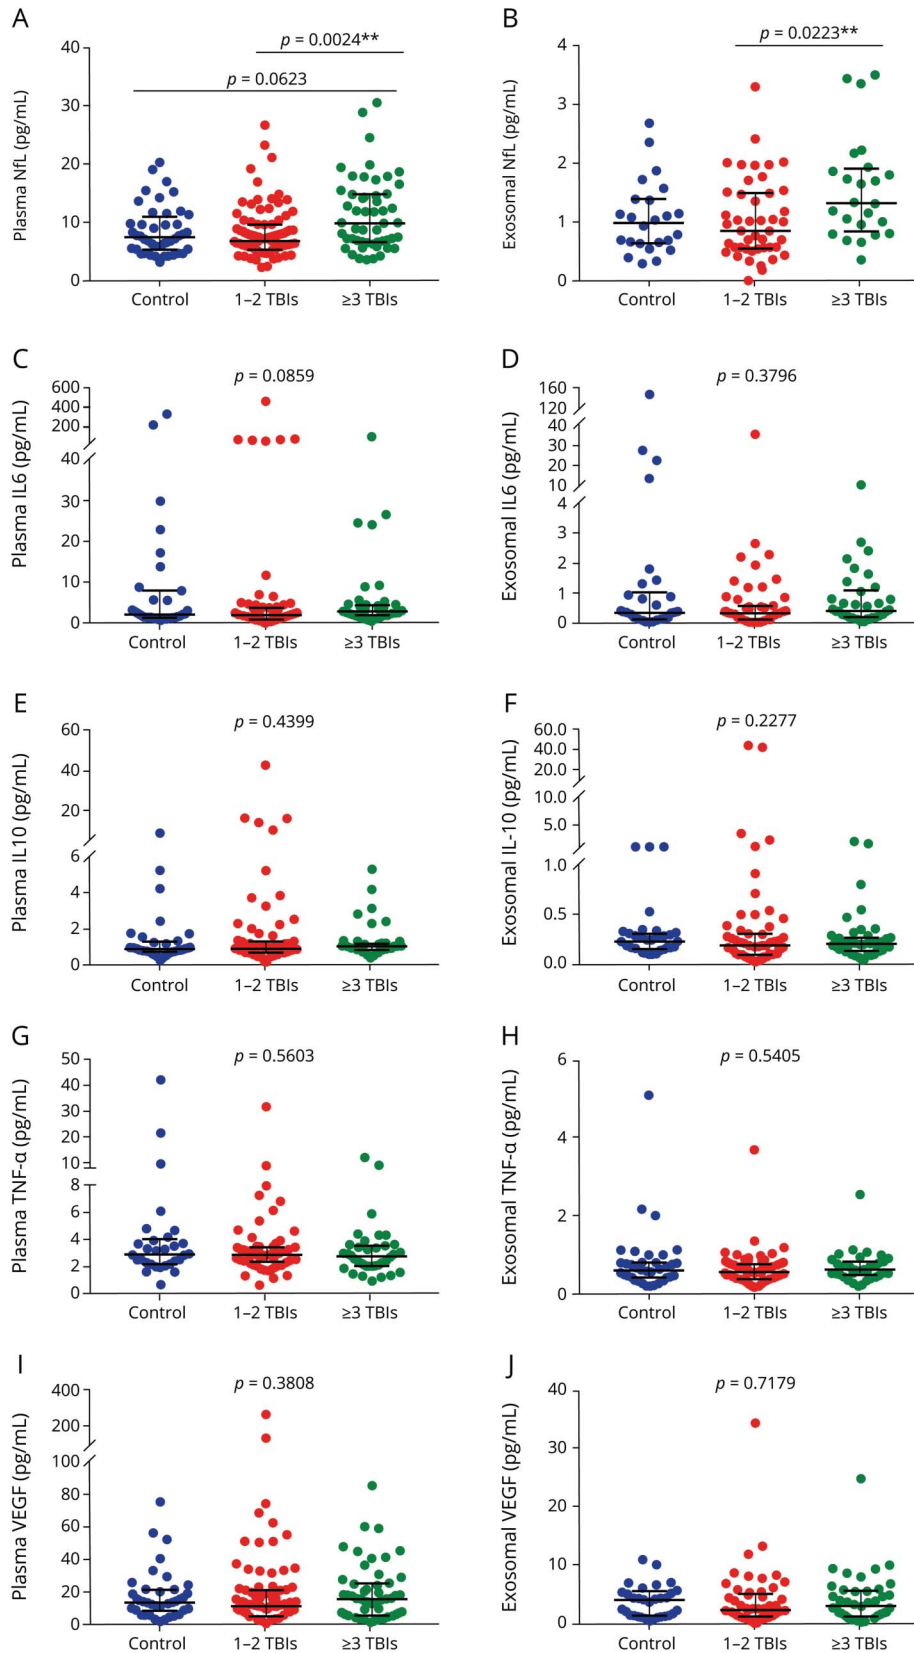 A
Plasma NfL (pg/mL)
40
30
20
10
0
p = 0.0024**
p = 0.0623
Control
1–2 TBIs
≥3 TBIs
B
Exosomal NfL (pg/mL)
4
3
2
1
0
p = 0.0223**
Control
1–2 TBIs
≥3 TBIs
C
Plasma IL6 (pg/mL)
600
400
200
40
30
20
10
0
p = 0.0859
Control
1–2 TBIs
≥3 TBIs
D
Exosomal IL6 (pg/mL)
160
120
40
30
20
10
4
3
2
1
0
p = 0.3796
Control
1–2 TBIs
≥3 TBIs
E
Plasma IL10 (pg/mL)
60
40
20
6
4
2
0
p = 0.4399
Control
1–2 TBIs
≥3 TBIs
F
Exosomal IL-10 (pg/mL)
60.0
40.0
20.0
10.0
5.0
1.0
0.5
0.0
p = 0.2277
Control
1–2 TBIs
≥3 TBIs
G
Plasma TNF-α (pg/mL)
50
40
30
20
10
8
6
4
2
0
p = 0.5603
Control
1–2 TBIs
≥3 TBIs
H
Exosomal TNF-α (pg/mL)
6
4
2
0
p = 0.5405
Control
1–2 TBIs
≥3 TBIs
I
Plasma VEGF (pg/mL)
400
200
100
80
60
40
20
0
p = 0.3808
Control
1–2 TBIs
≥3 TBIs
J
Exosomal VEGF (pg/mL)
40
30
20
10
0
p = 0.7179
Control
1–2 TBIs
≥3 TBIs